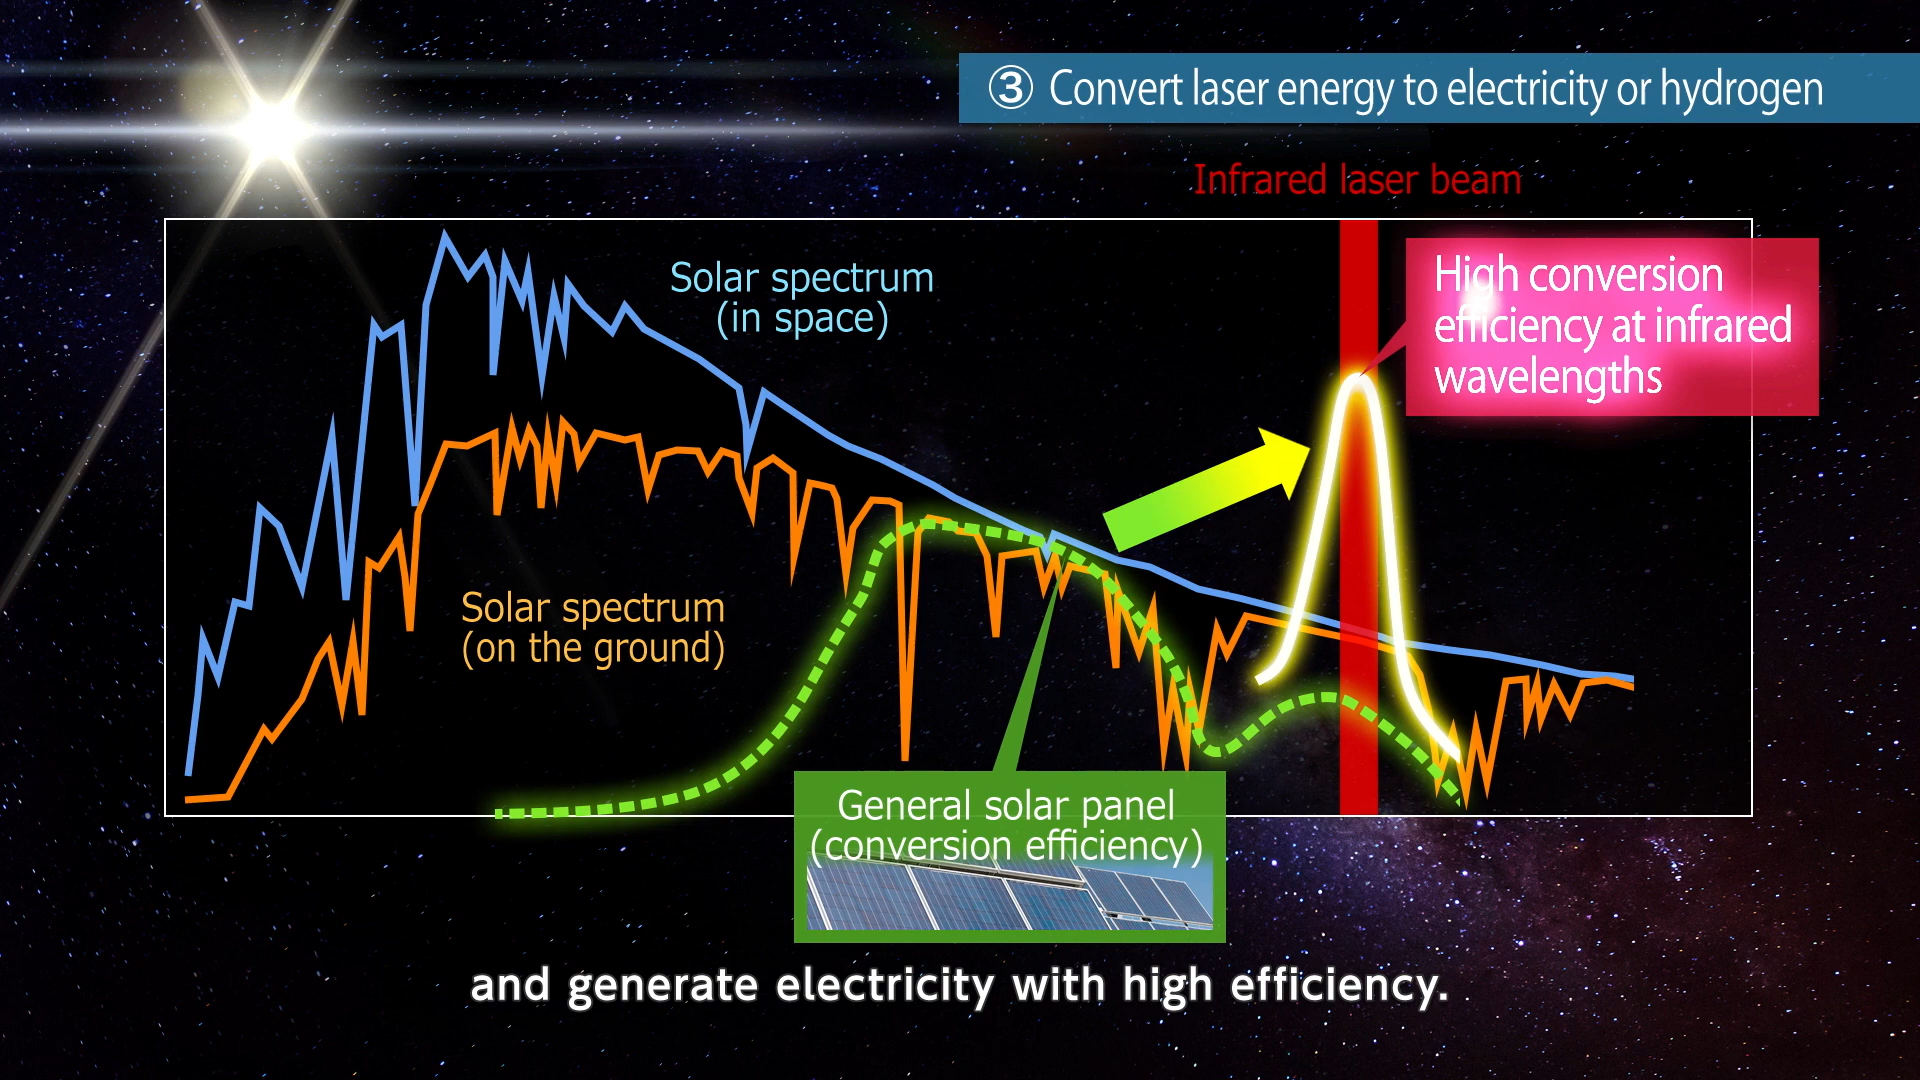 ③ Convert laser energy to electricity or hydrogen
Infrared laser beam
Solar spectrum
(in space)
High conversion
efficiency at infrared
wavelengths
Solar spectrum
(on the ground)
General solar panel
(conversion efficiency)
and generate electricity with high efficiency.